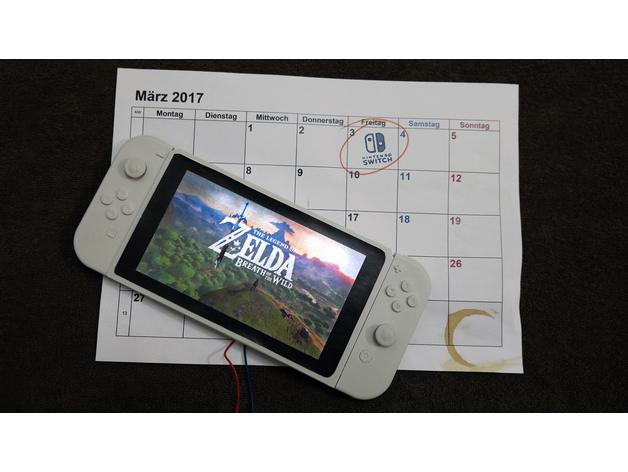 März 2017
KW Montag Dienstag Mittwoch Donnerstag Freitag Samstag Sonntag
1 2 3 4 5
NINTENDO
SWITCH
8 9 10 11 12
17 18 19
26
27
13
THE LEGEND OF
ZELDA
BREATH
OF THE
WILD